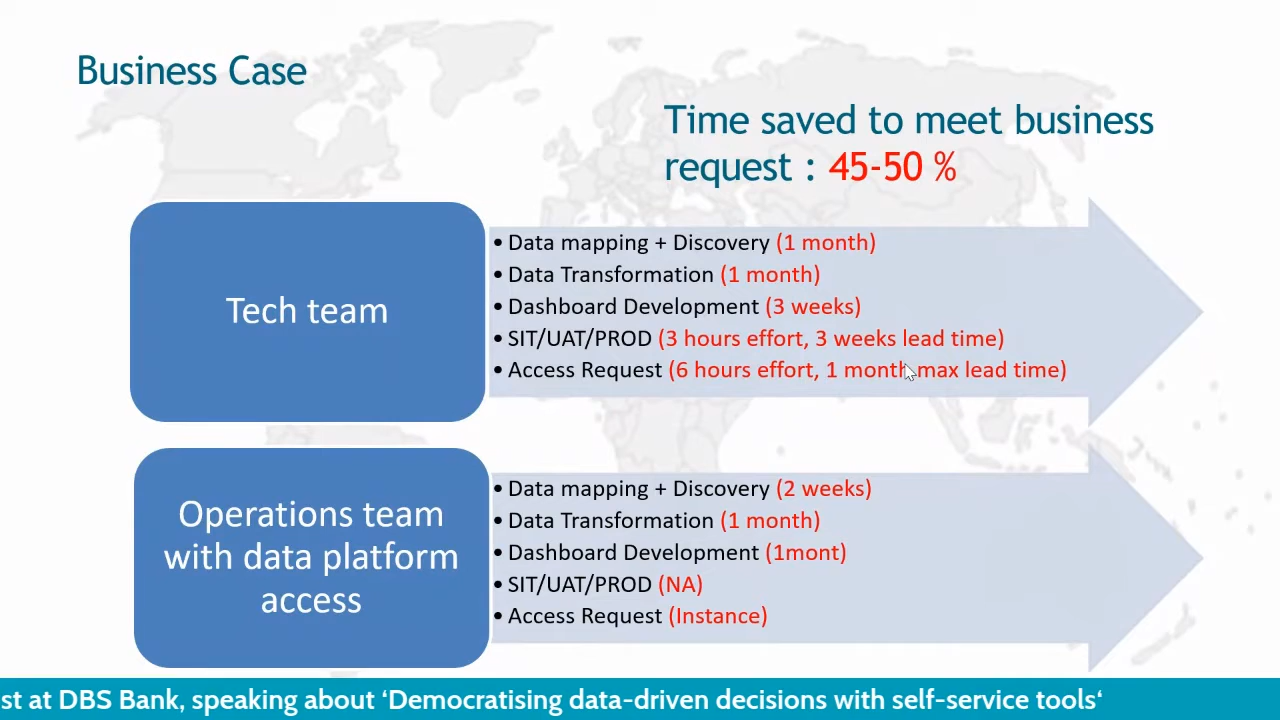 Business Case
Time saved to meet business
request : 45-50 %
Tech team
• Data mapping + Discovery (1 month)
• Data Transformation (1 month)
• Dashboard Development (3 weeks)
• SIT/UAT/PROD (3 hours effort, 3 weeks lead time)
• Access Request (6 hours effort, 1 month max lead time)
Operations team
with data platform
access
• Data mapping + Discovery (2 weeks)
• Data Transformation (1 month)
• Dashboard Development (1mont)
• SIT/UAT/PROD (NA)
• Access Request (Instance)
st at DBS Bank, speaking about ‘Democratising data-driven decisions with self-service tools‘